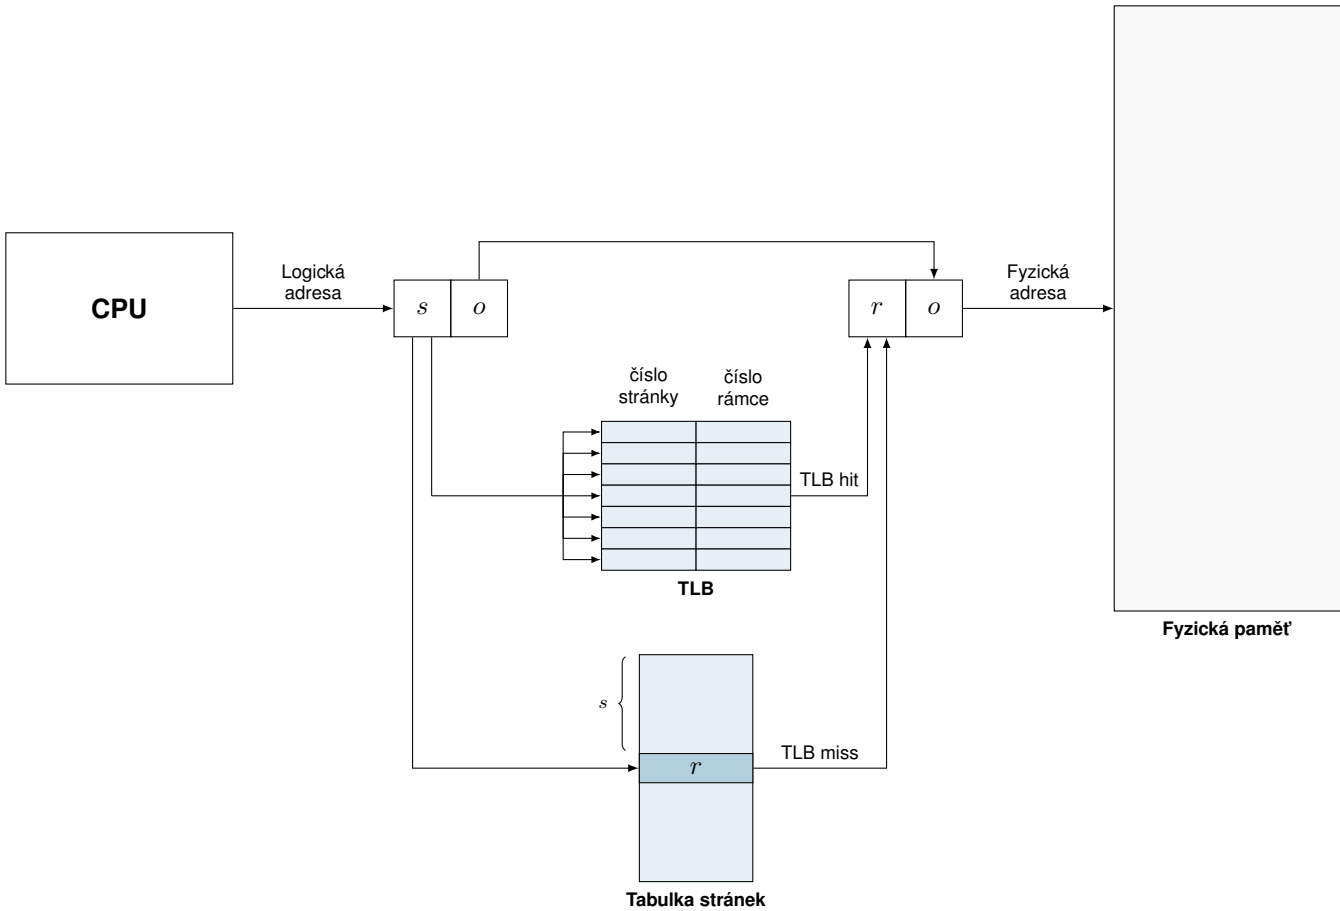 CPU
Logická
adresa
s
o
r
o
Fyzická
adresa
číslo
stránky
číslo
rámce
TLB hit
TLB
Fyzická paměť
s
r
TLB miss
Tabulka stránek